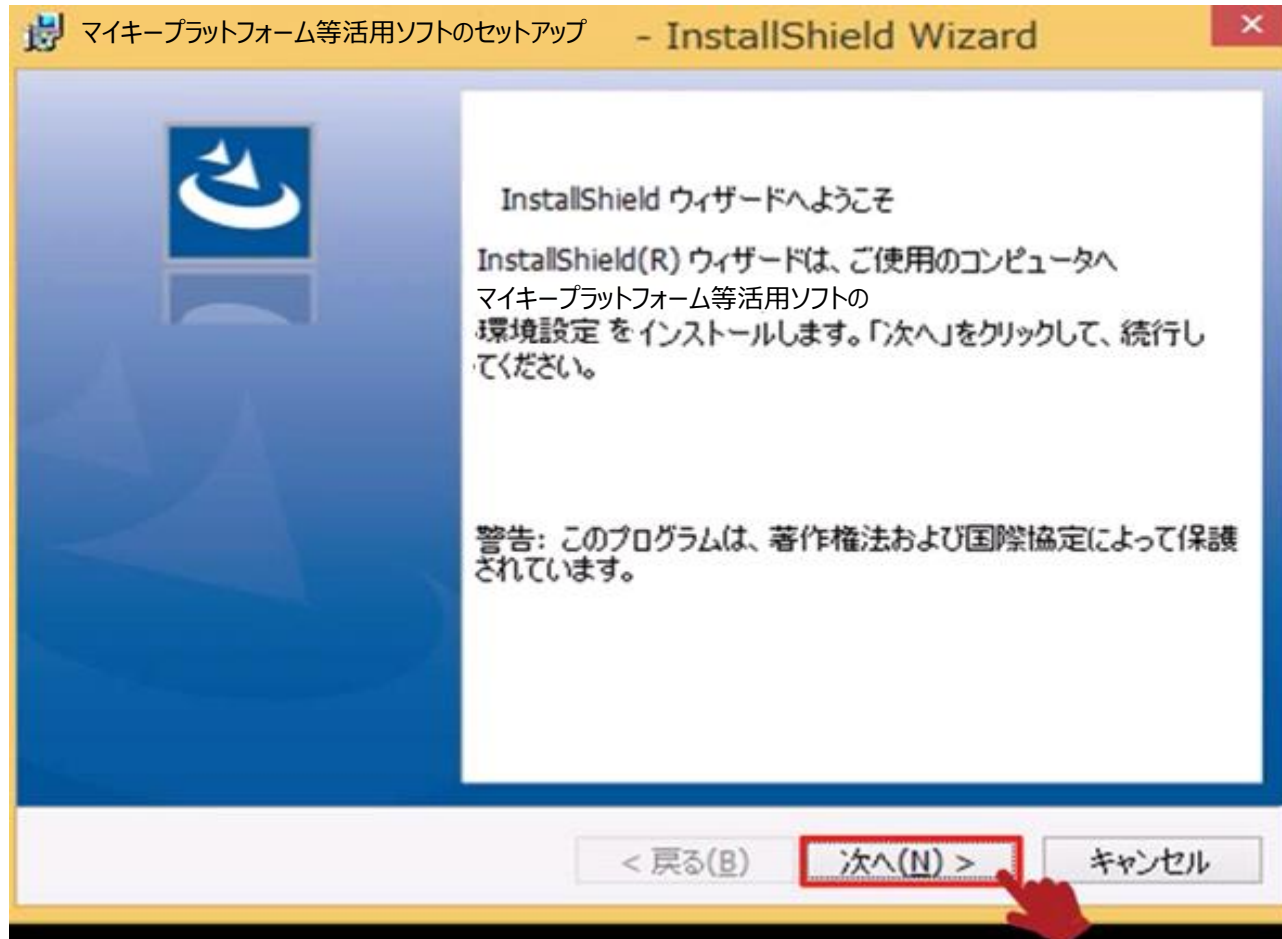 マイキープラットフォーム等活用ソフトのセットアップ - InstallShield Wizard
InstallShield ウィザードへようこそ
InstallShield(R) ウィザードは、ご使用のコンピュータへ
マイキープラットフォーム等活用ソフトの
環境設定 をインストールします。「次へ」をクリックして、続行し
てください。
警告: このプログラムは、著作権法および国際協定によって保護
されています。
< 戻る(B) 次へ(N) > キャンセル